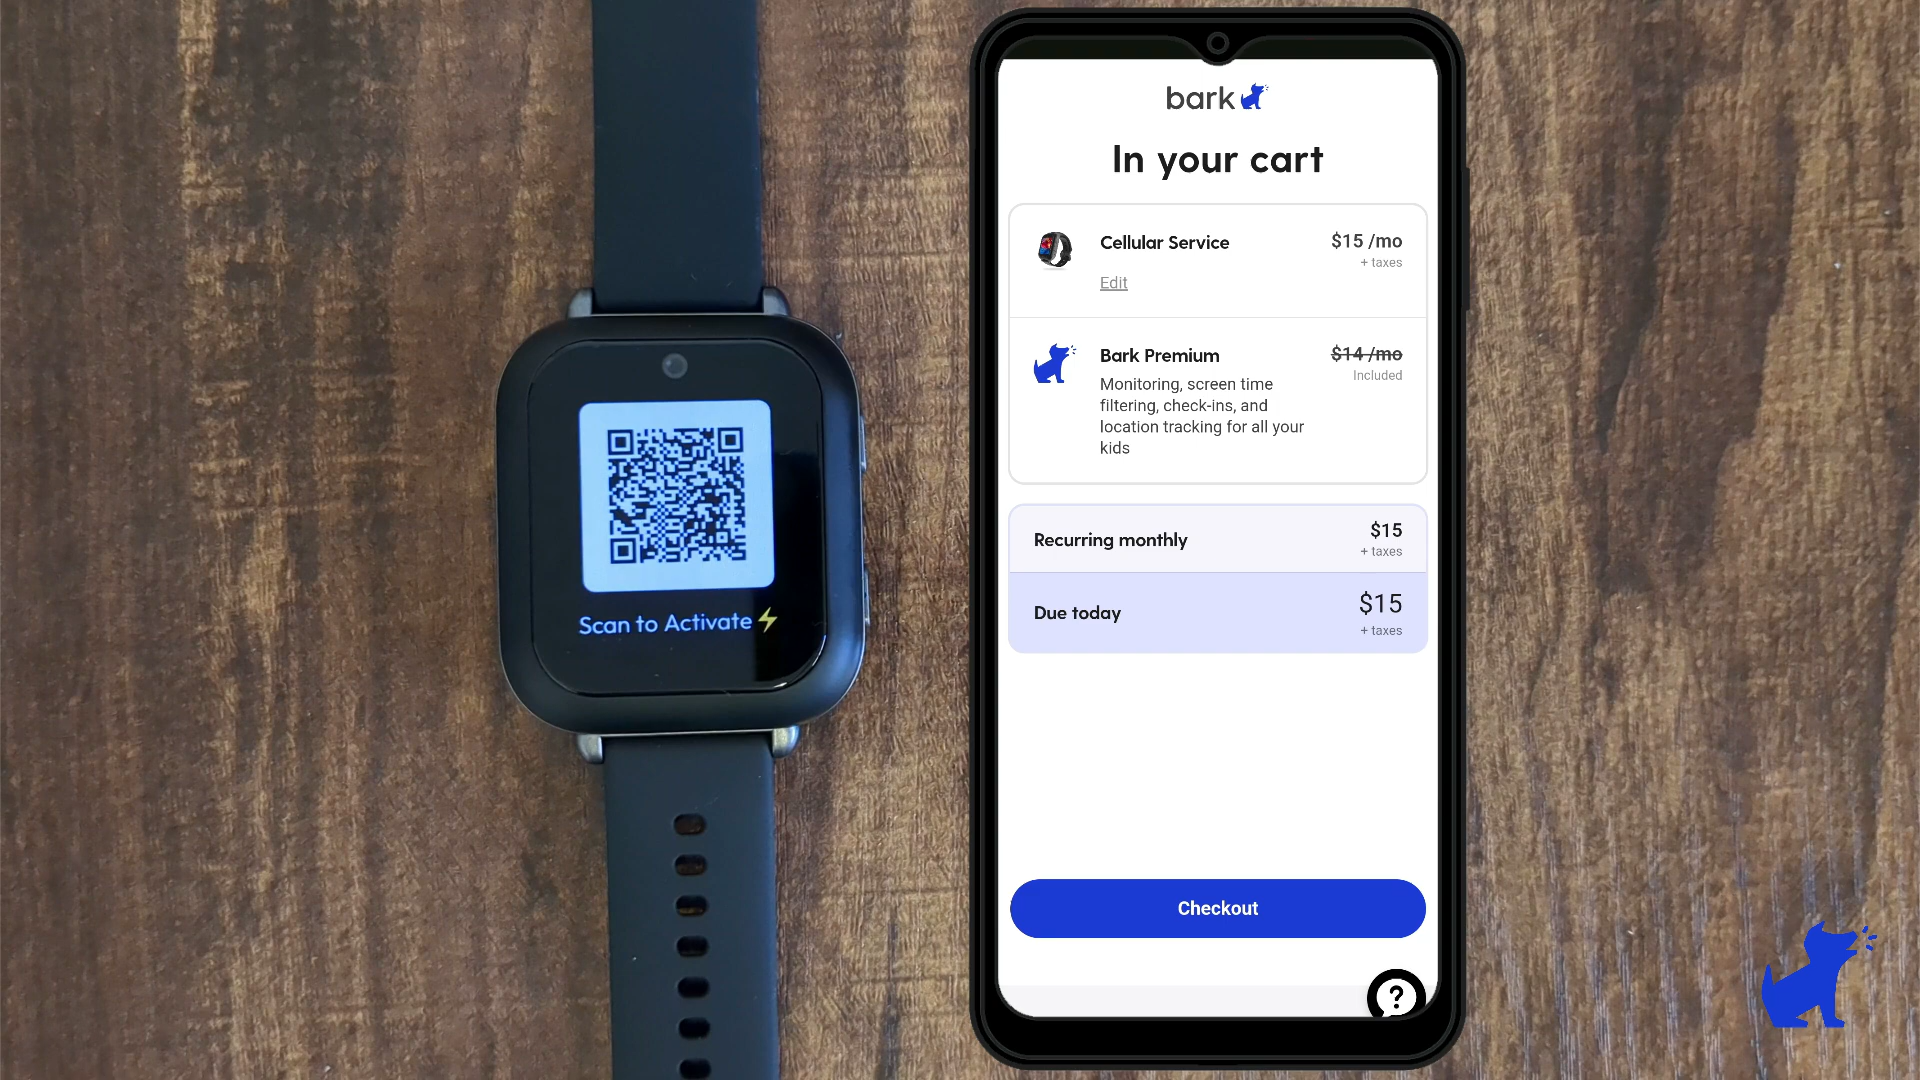 Scan to Activate
bark
In your cart
Cellular Service
$15 /mo
+ taxes
Edit
Bark Premium
$14 /mo
Included
Monitoring, screen time
filtering, check-ins, and
location tracking for all your
kids
Recurring monthly
$15
+ taxes
Due today
$15
+ taxes
Checkout
?